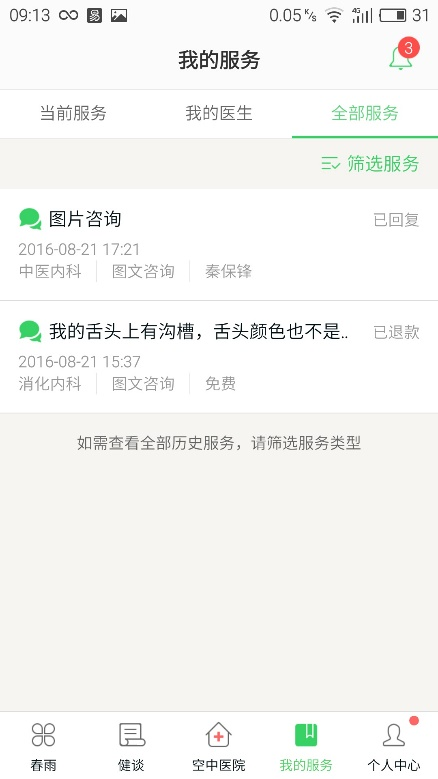 09:13 0.05 K/s 4G 31
我的服务 3
当前服务 我的医生 全部服务
筛选服务
图片咨询 已回复
2016-08-21 17:21
中医内科 图文咨询 秦保锋
我的舌头上有沟槽，舌头颜色也不是.. 已退款
2016-08-21 15:37
消化内科 图文咨询 免费
如需查看全部历史服务，请筛选服务类型
春雨 健谈 空中医院 我的服务 个人中心